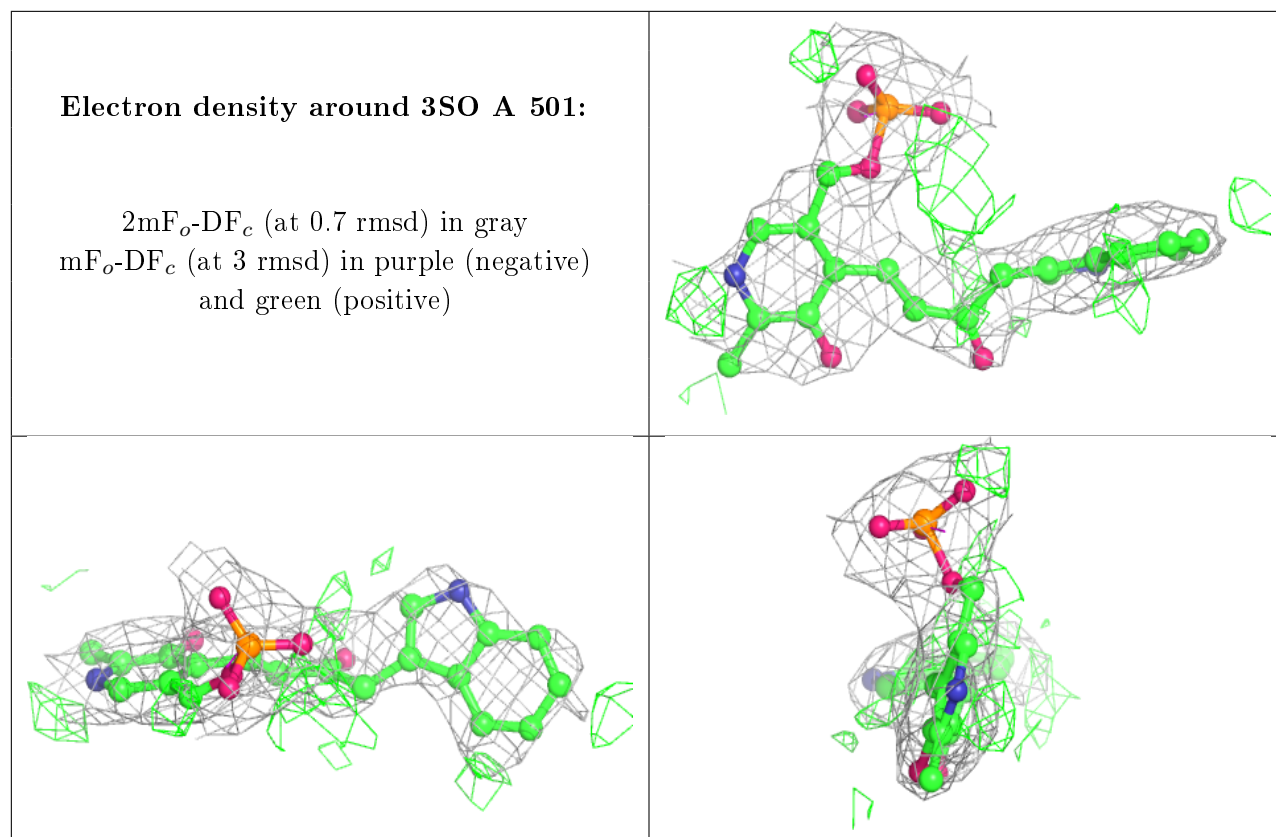 Electron density around 3SO A 501:
2mFₒ-DF𝒸 (at 0.7 rmsd) in gray
mFₒ-DF𝒸 (at 3 rmsd) in purple (negative)
and green (positive)